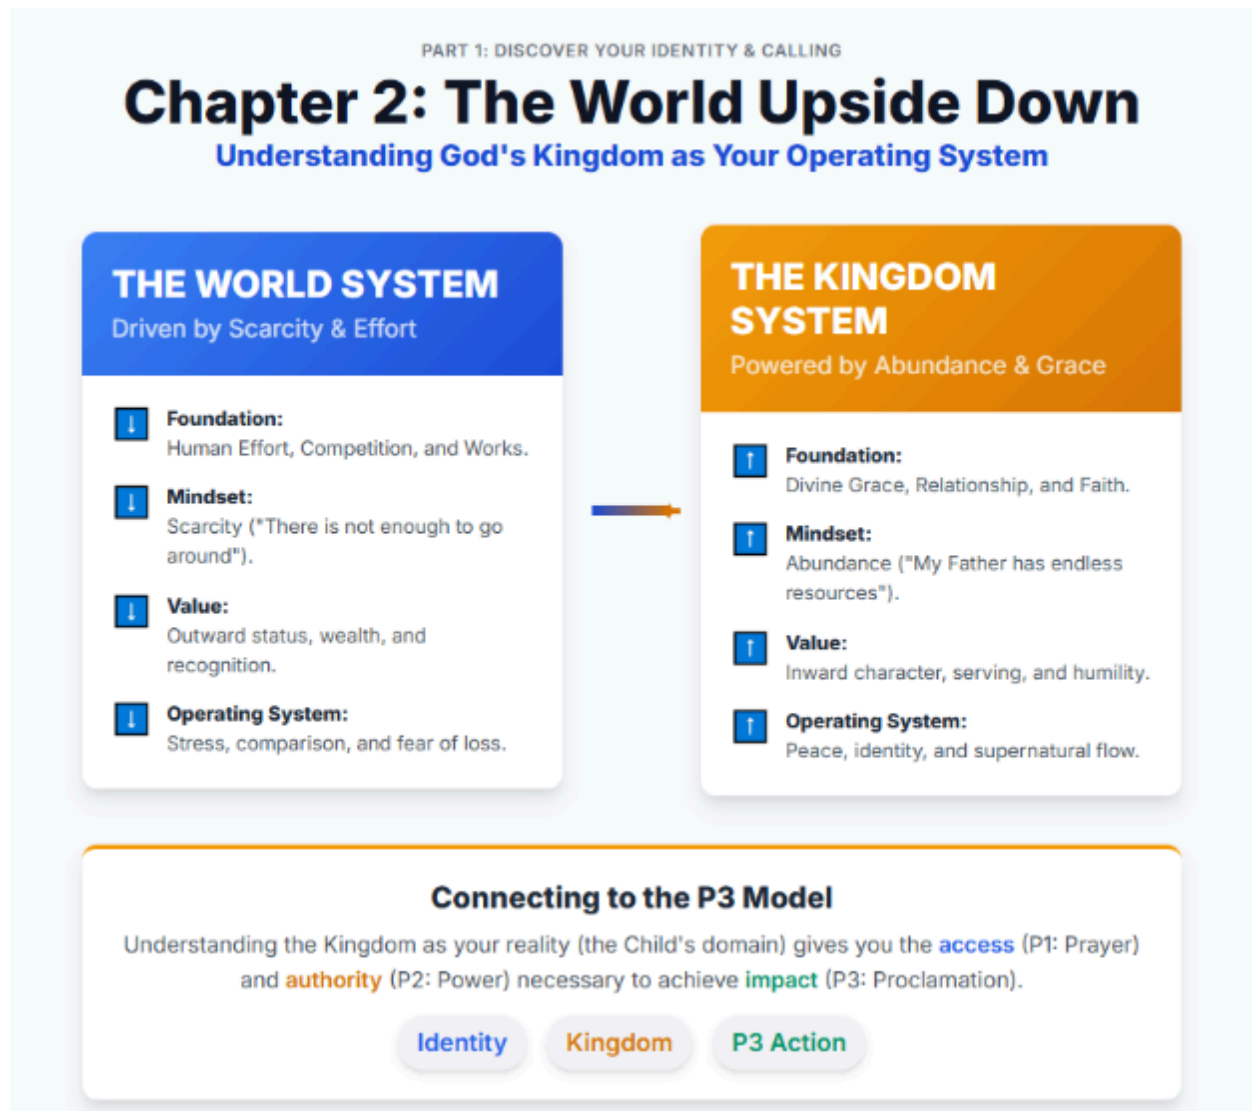 PART 1: DISCOVER YOUR IDENTITY & CALLING
Chapter 2: The World Upside Down
Understanding God's Kingdom as Your Operating System
THE WORLD SYSTEM
Driven by Scarcity & Effort
↓ Foundation:
Human Effort, Competition, and Works.
↓ Mindset:
Scarcity ("There is not enough to go
around").
↓ Value:
Outward status, wealth, and
recognition.
↓ Operating System:
Stress, comparison, and fear of loss.
THE KINGDOM
SYSTEM
Powered by Abundance & Grace
↑ Foundation:
Divine Grace, Relationship, and Faith.
↑ Mindset:
Abundance ("My Father has endless
resources").
↑ Value:
Inward character, serving, and humility.
↑ Operating System:
Peace, identity, and supernatural flow.
Connecting to the P3 Model
Understanding the Kingdom as your reality (the Child's domain) gives you the access (P1: Prayer)
and authority (P2: Power) necessary to achieve impact (P3: Proclamation).
Identity Kingdom P3 Action